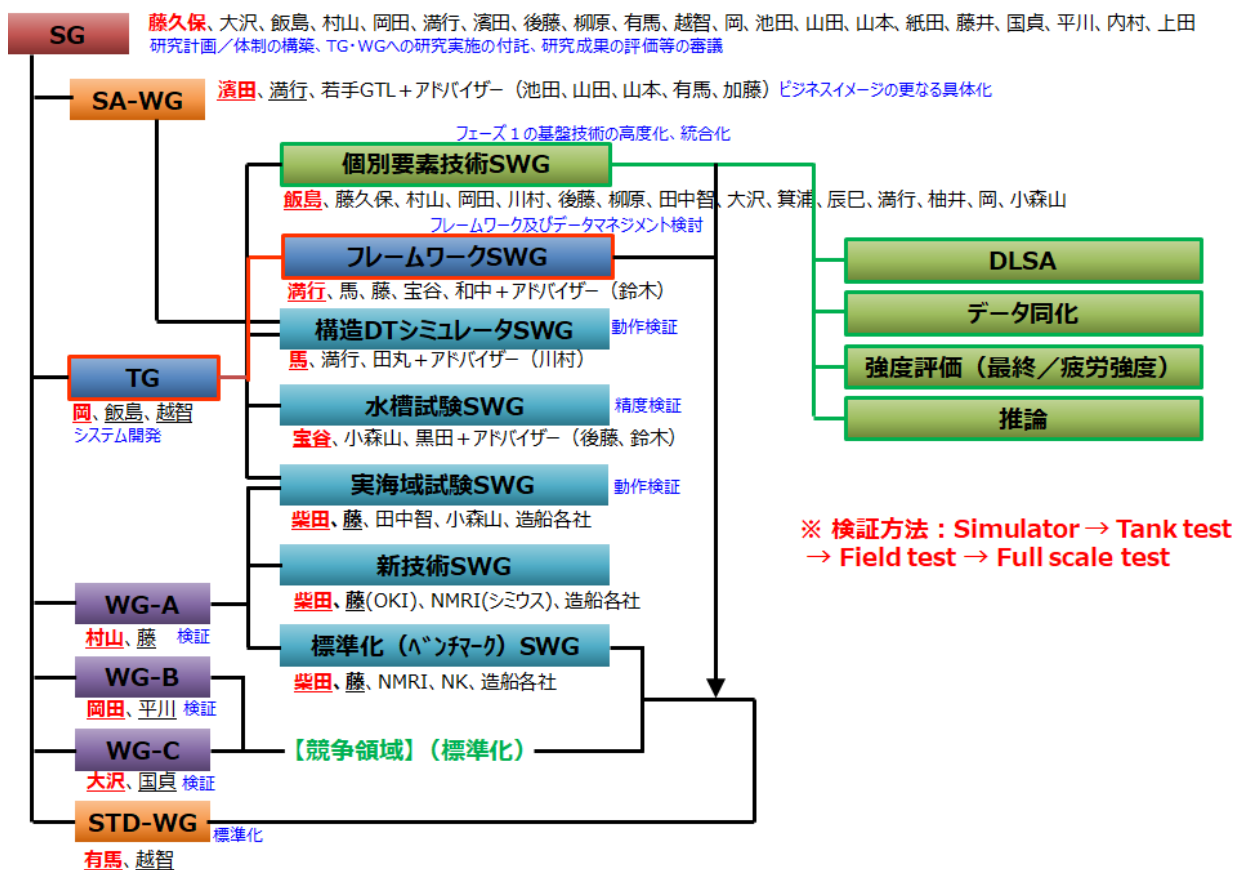 SG
藤久保、大沢、飯島、村山、岡田、満行、濱田、後藤、柳原、有馬、越智、岡、池田、山田、山本、紙田、藤井、国貞、平川、内村、上田
研究計画／体制の構築、TG・WGへの研究実施の付託、研究成果の評価等の審議
SA-WG
濱田、満行、若手GTL＋アドバイザー（池田、山田、山本、有馬、加藤）ビジネスイメージの更なる具体化
フェーズ１の基盤技術の高度化、統合化
個別要素技術SWG
飯島、藤久保、村山、岡田、川村、後藤、柳原、田中智、大沢、箕浦、辰巳、満行、柚井、岡、小森山
フレームワーク及びデータマネジメント検討
フレームワークSWG
満行、馬、藤、宝谷、和中＋アドバイザー（鈴木）
構造DTシミュレータSWG
動作検証
馬、満行、田丸＋アドバイザー（川村）
TG
岡、飯島、越智
システム開発
水槽試験SWG
精度検証
宝谷、小森山、黒田＋アドバイザー（後藤、鈴木）
実海域試験SWG
動作検証
柴田、藤、田中智、小森山、造船各社
新技術SWG
柴田、藤(OKI)、NMRI(シミウス)、造船各社
標準化（ﾍﾞﾝﾁﾏｰｸ）SWG
柴田、藤、NMRI、NK、造船各社
WG-A
村山、藤 検証
WG-B
岡田、平川 検証
WG-C
【競争領域】（標準化）
大沢、国貞 検証
STD-WG
標準化
有馬、越智
DLSA
データ同化
強度評価（最終／疲労強度）
推論
※ 検証方法：Simulator → Tank test
→ Field test → Full scale test